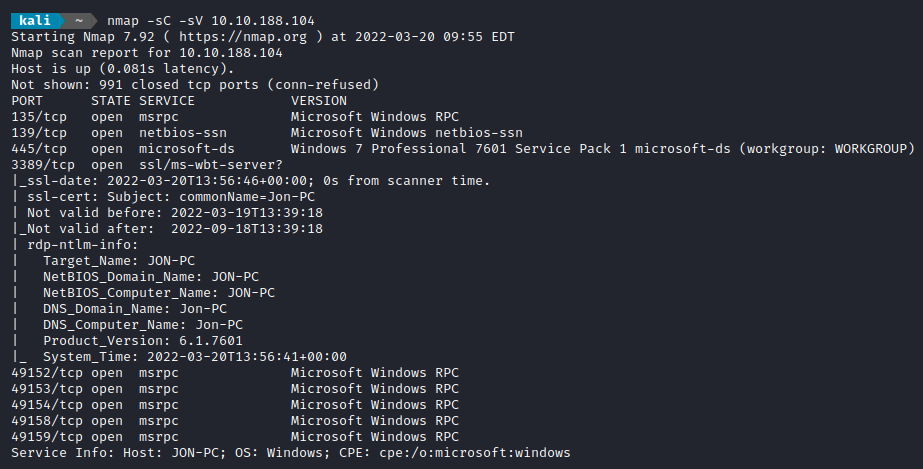 kali ~ nmap -sC -sV 10.10.188.104
Starting Nmap 7.92 ( https://nmap.org ) at 2022-03-20 09:55 EDT
Nmap scan report for 10.10.188.104
Host is up (0.081s latency).
Not shown: 991 closed tcp ports (conn-refused)
PORT      STATE SERVICE            VERSION
135/tcp   open  msrpc              Microsoft Windows RPC
139/tcp   open  netbios-ssn        Microsoft Windows netbios-ssn
445/tcp   open  microsoft-ds       Windows 7 Professional 7601 Service Pack 1 microsoft-ds (workgroup: WORKGROUP)
3389/tcp  open  ssl/ms-wbt-server?
|_ssl-date: 2022-03-20T13:56:46+00:00; 0s from scanner time.
| ssl-cert: Subject: commonName=Jon-PC
| Not valid before: 2022-03-19T13:39:18
|_Not valid after:  2022-09-18T13:39:18
| rdp-ntlm-info:
|   Target_Name: JON-PC
|   NetBIOS_Domain_Name: JON-PC
|   NetBIOS_Computer_Name: JON-PC
|   DNS_Domain_Name: Jon-PC
|   DNS_Computer_Name: Jon-PC
|   Product_Version: 6.1.7601
|_  System_Time: 2022-03-20T13:56:41+00:00
49152/tcp open  msrpc              Microsoft Windows RPC
49153/tcp open  msrpc              Microsoft Windows RPC
49154/tcp open  msrpc              Microsoft Windows RPC
49158/tcp open  msrpc              Microsoft Windows RPC
49159/tcp open  msrpc              Microsoft Windows RPC
Service Info: Host: JON-PC; OS: Windows; CPE: cpe:/o:microsoft:windows